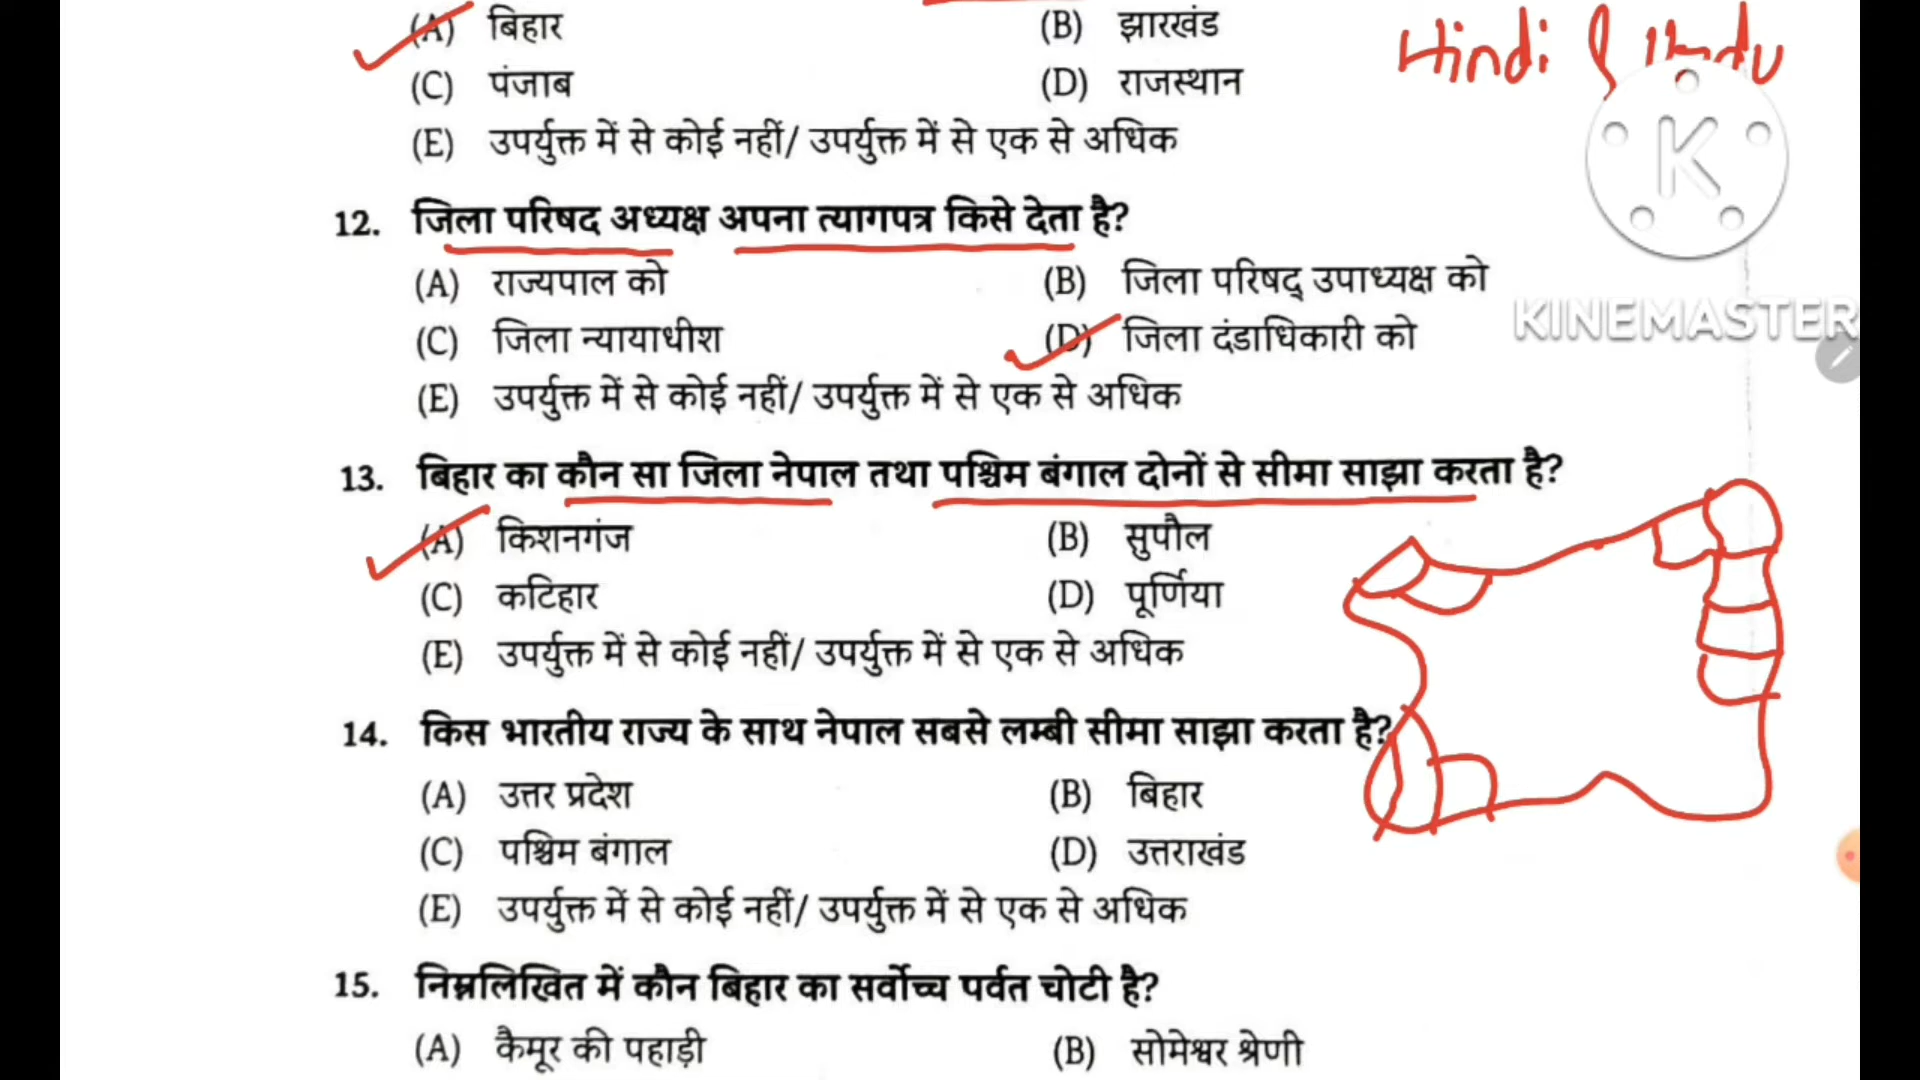 (A) बिहार (B) झारखंड
Hindi & Urdu
(C) पंजाब (D) राजस्थान
(E) उपर्युक्त में से कोई नहीं/ उपर्युक्त में से एक से अधिक
K
KINEMASTER
12. जिला परिषद अध्यक्ष अपना त्यागपत्र किसे देता है?
(A) राज्यपाल को (B) जिला परिषद् उपाध्यक्ष को
(C) जिला न्यायाधीश (D) जिला दंडाधिकारी को
(E) उपर्युक्त में से कोई नहीं/ उपर्युक्त में से एक से अधिक
13. बिहार का कौन सा जिला नेपाल तथा पश्चिम बंगाल दोनों से सीमा साझा करता है?
(A) किशनगंज (B) सुपौल
(C) कटिहार (D) पूर्णिया
(E) उपर्युक्त में से कोई नहीं/ उपर्युक्त में से एक से अधिक
14. किस भारतीय राज्य के साथ नेपाल सबसे लम्बी सीमा साझा करता है?
(A) उत्तर प्रदेश (B) बिहार
(C) पश्चिम बंगाल (D) उत्तराखंड
(E) उपर्युक्त में से कोई नहीं/ उपर्युक्त में से एक से अधिक
15. निम्नलिखित में कौन बिहार का सर्वोच्च पर्वत चोटी है?
(A) कैमूर की पहाड़ी (B) सोमेश्वर श्रेणी